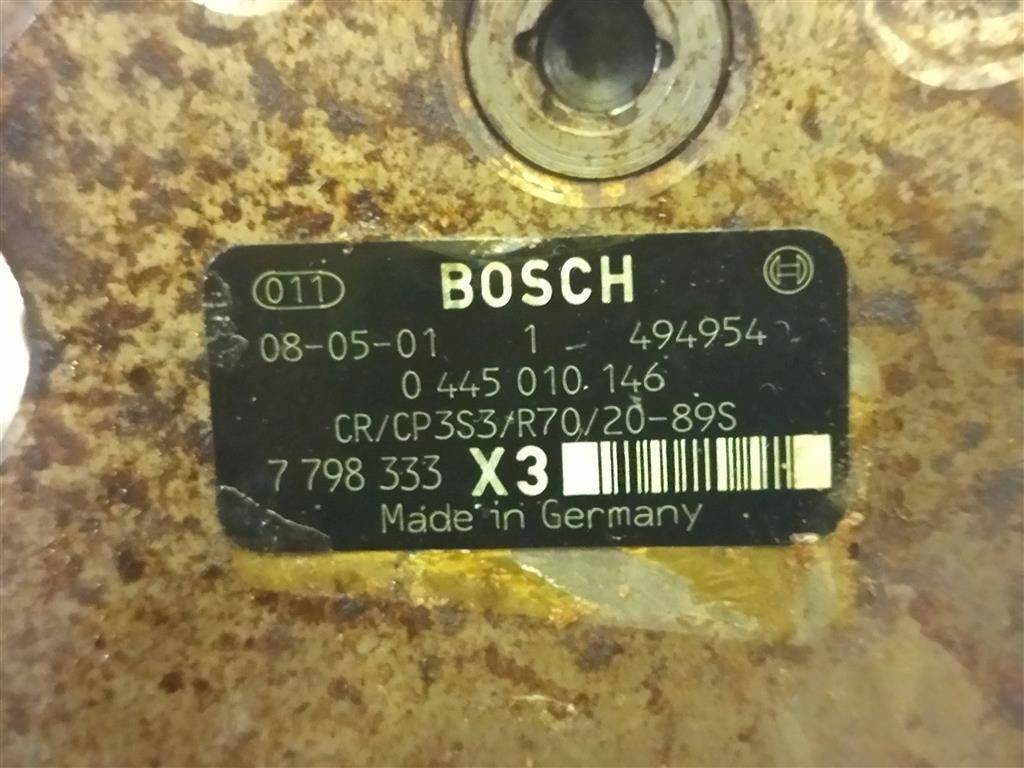 011 BOSCH
08-05-01 1 494954
0 445 010 146
CR/CP3S3/R70/20-89S
7 798 333 X3
Made in Germany